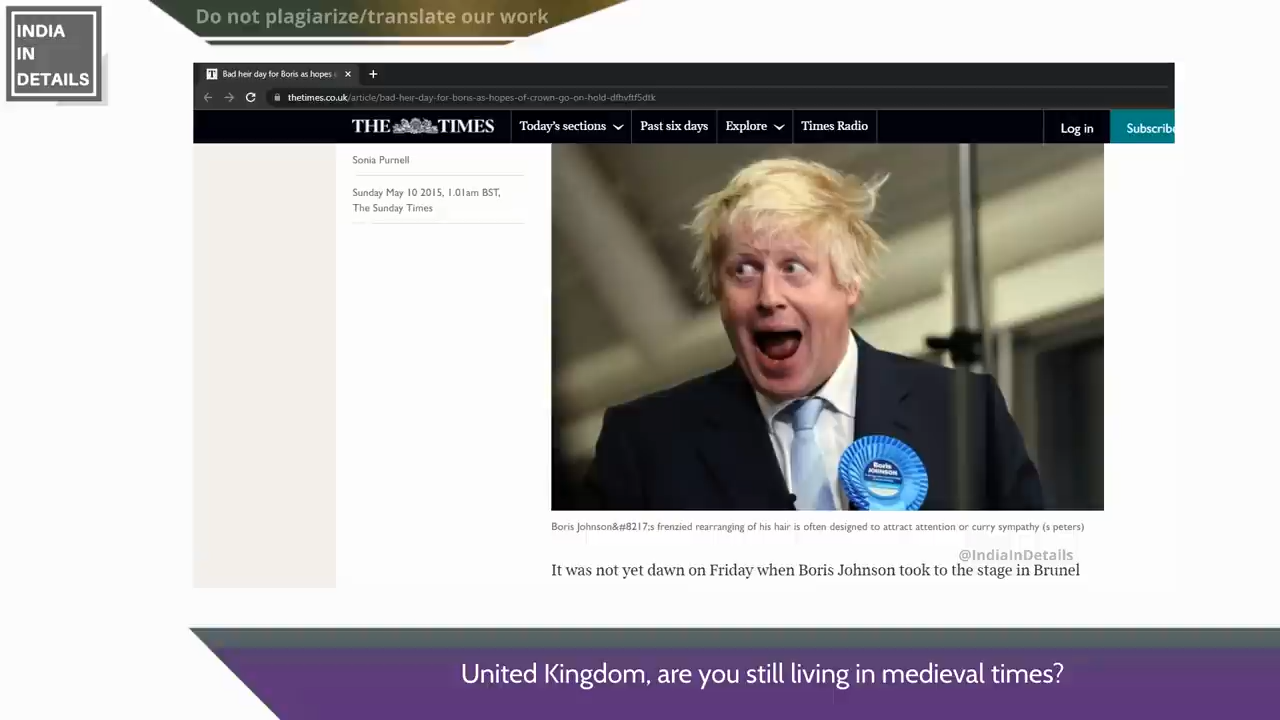 Do not plagiarize/translate our work
INDIA
IN
DETAILS
Bad heir day for Boris as hopes
thetimes.co.uk/article/bad-heir-day-for-boris-as-hopes-of-crown-go-on-hold-dfhvftf5dtk
THE TIMES
Today's sections
Past six days
Explore
Times Radio
Log in
Subscribe
Sonia Purnell
Sunday May 10 2015, 1.01am BST,
The Sunday Times
Boris
JOHNSON
Boris Johnson&#8217;s frenzied rearranging of his hair is often designed to attract attention or curry sympathy (s peters)
@IndiaInDetails
It was not yet dawn on Friday when Boris Johnson took to the stage in Brunel
United Kingdom, are you still living in medieval times?